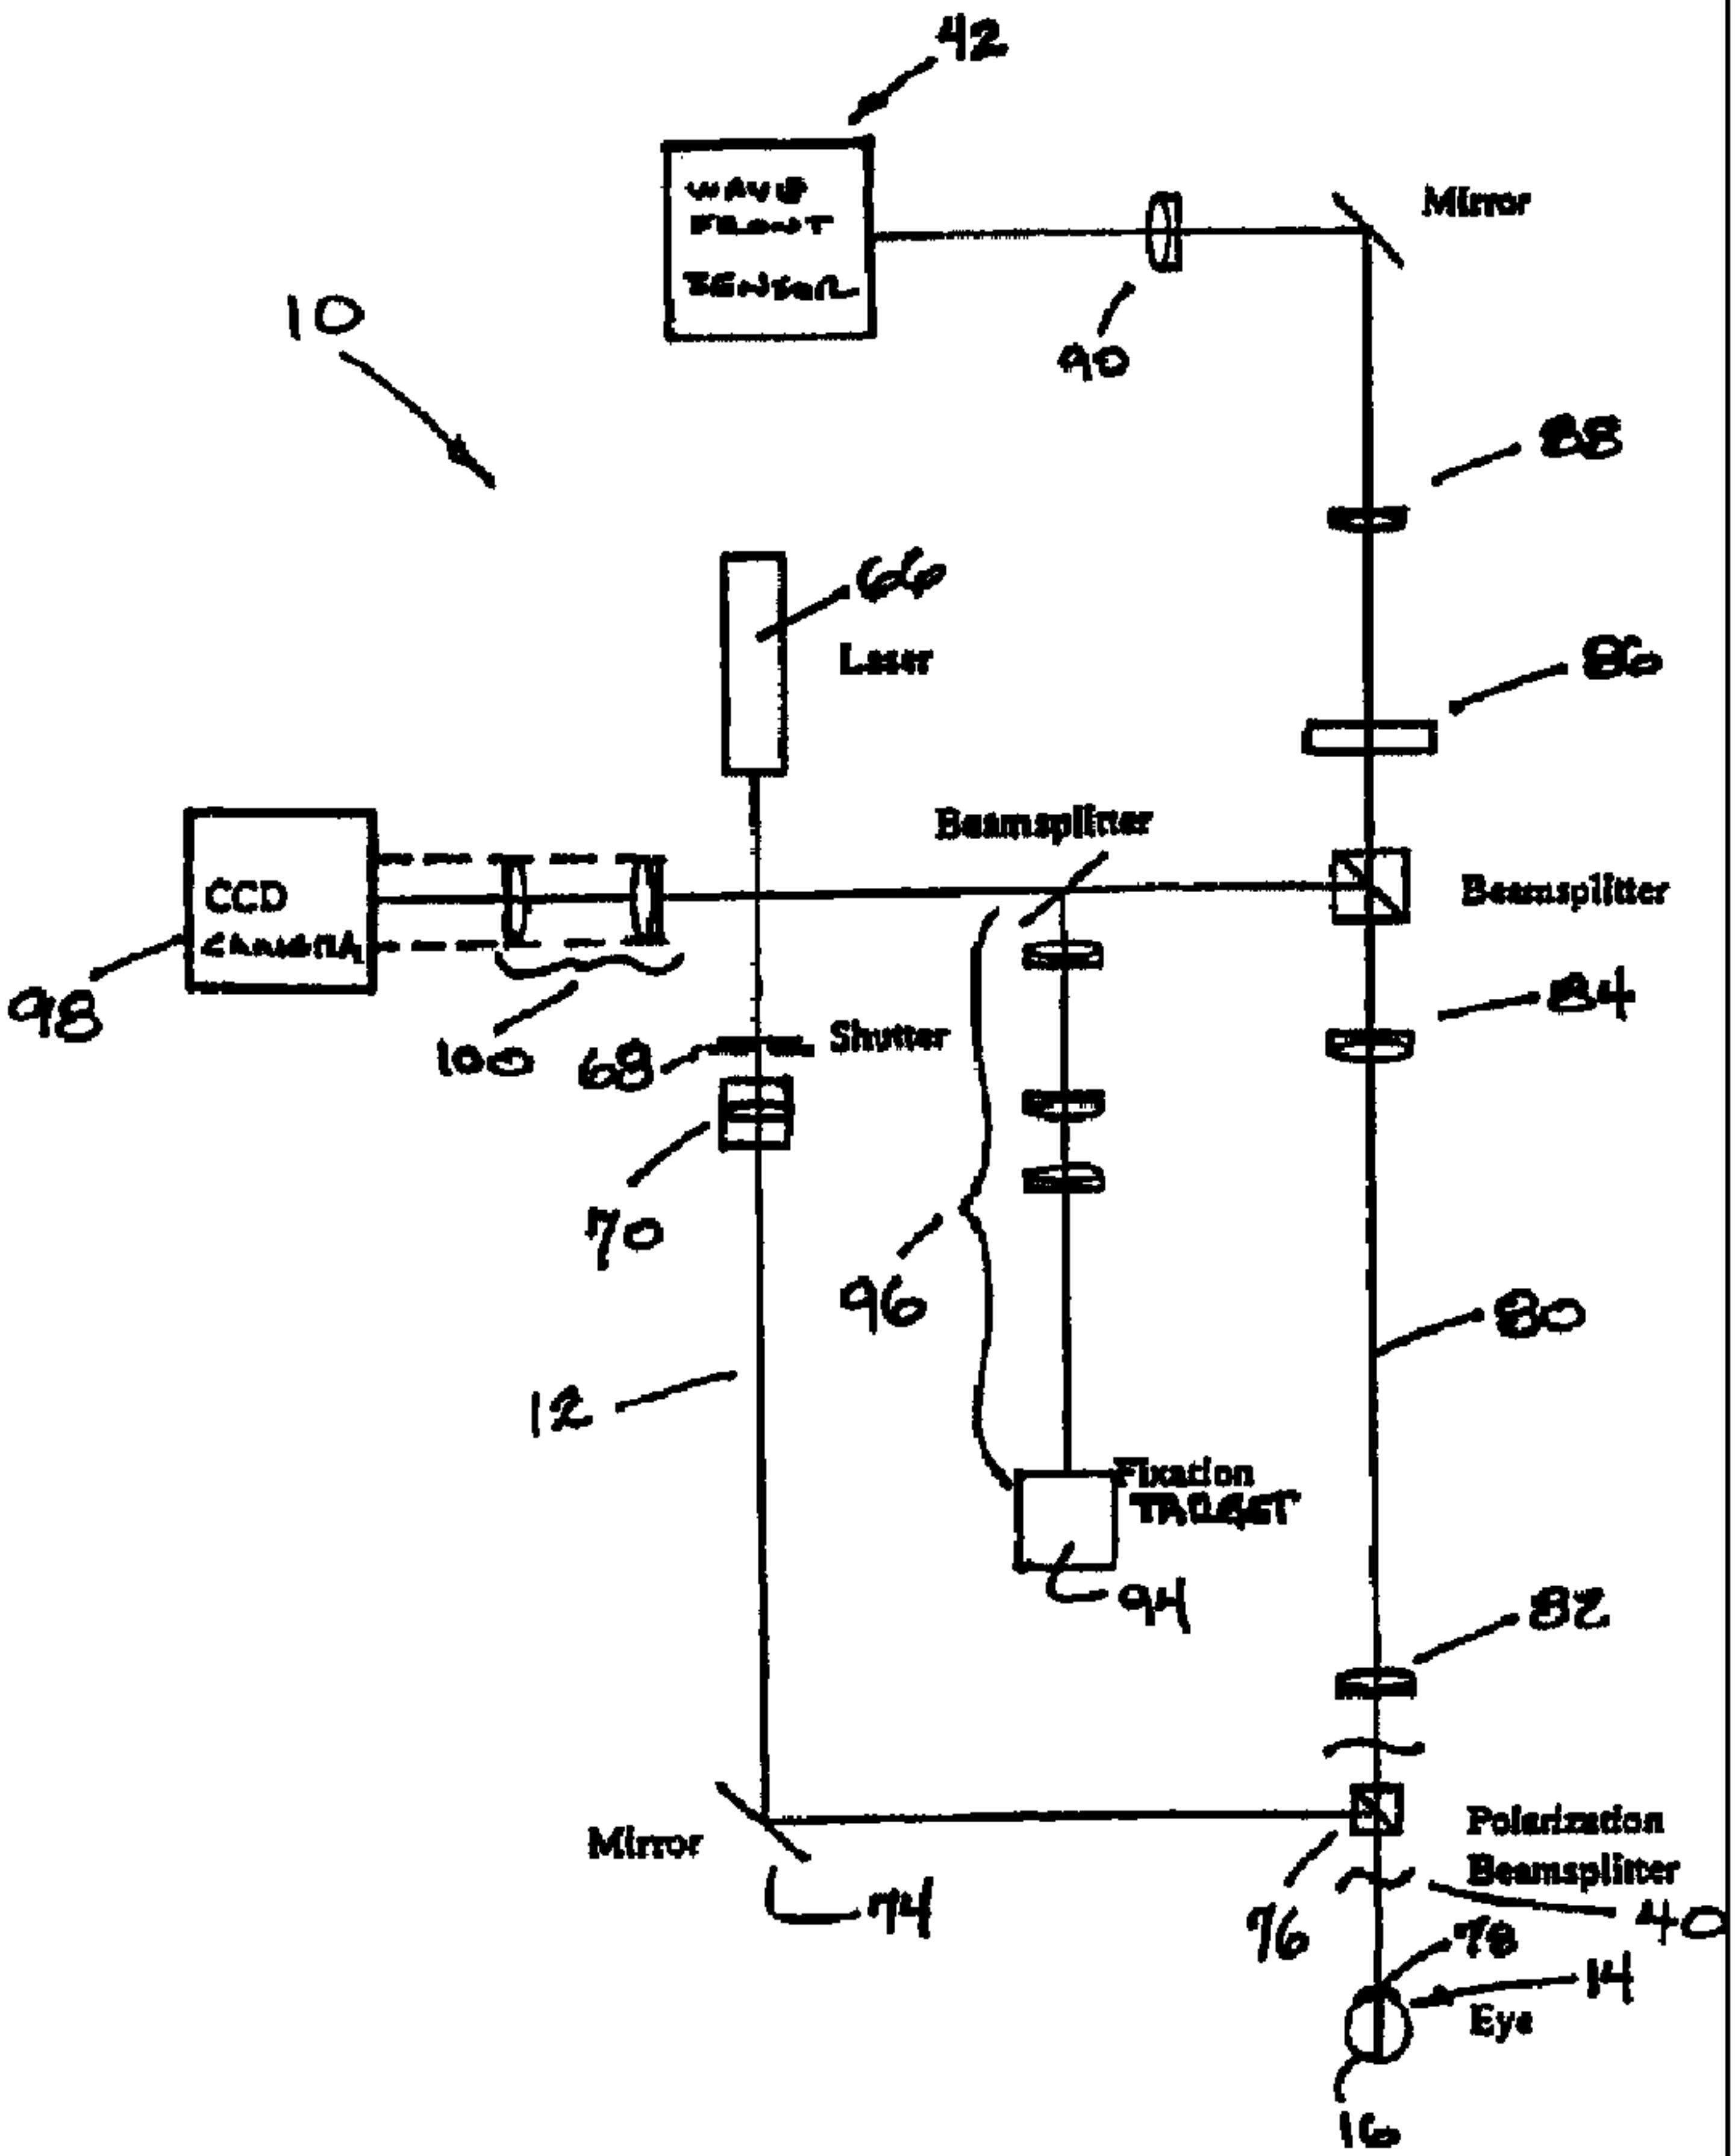 42
WAVE
FRONT
SENSOR
Mirror
10
90
88
66
Laser
86
Beamsplitter
CCD
CAMERA
Beamsplitter
98
100
68
Shutter
84
70
96
80
12
Fixation
TARGET
94
82
Mirror
74
76
Polarization
Beamsplitter
40
78
14
Eye
16